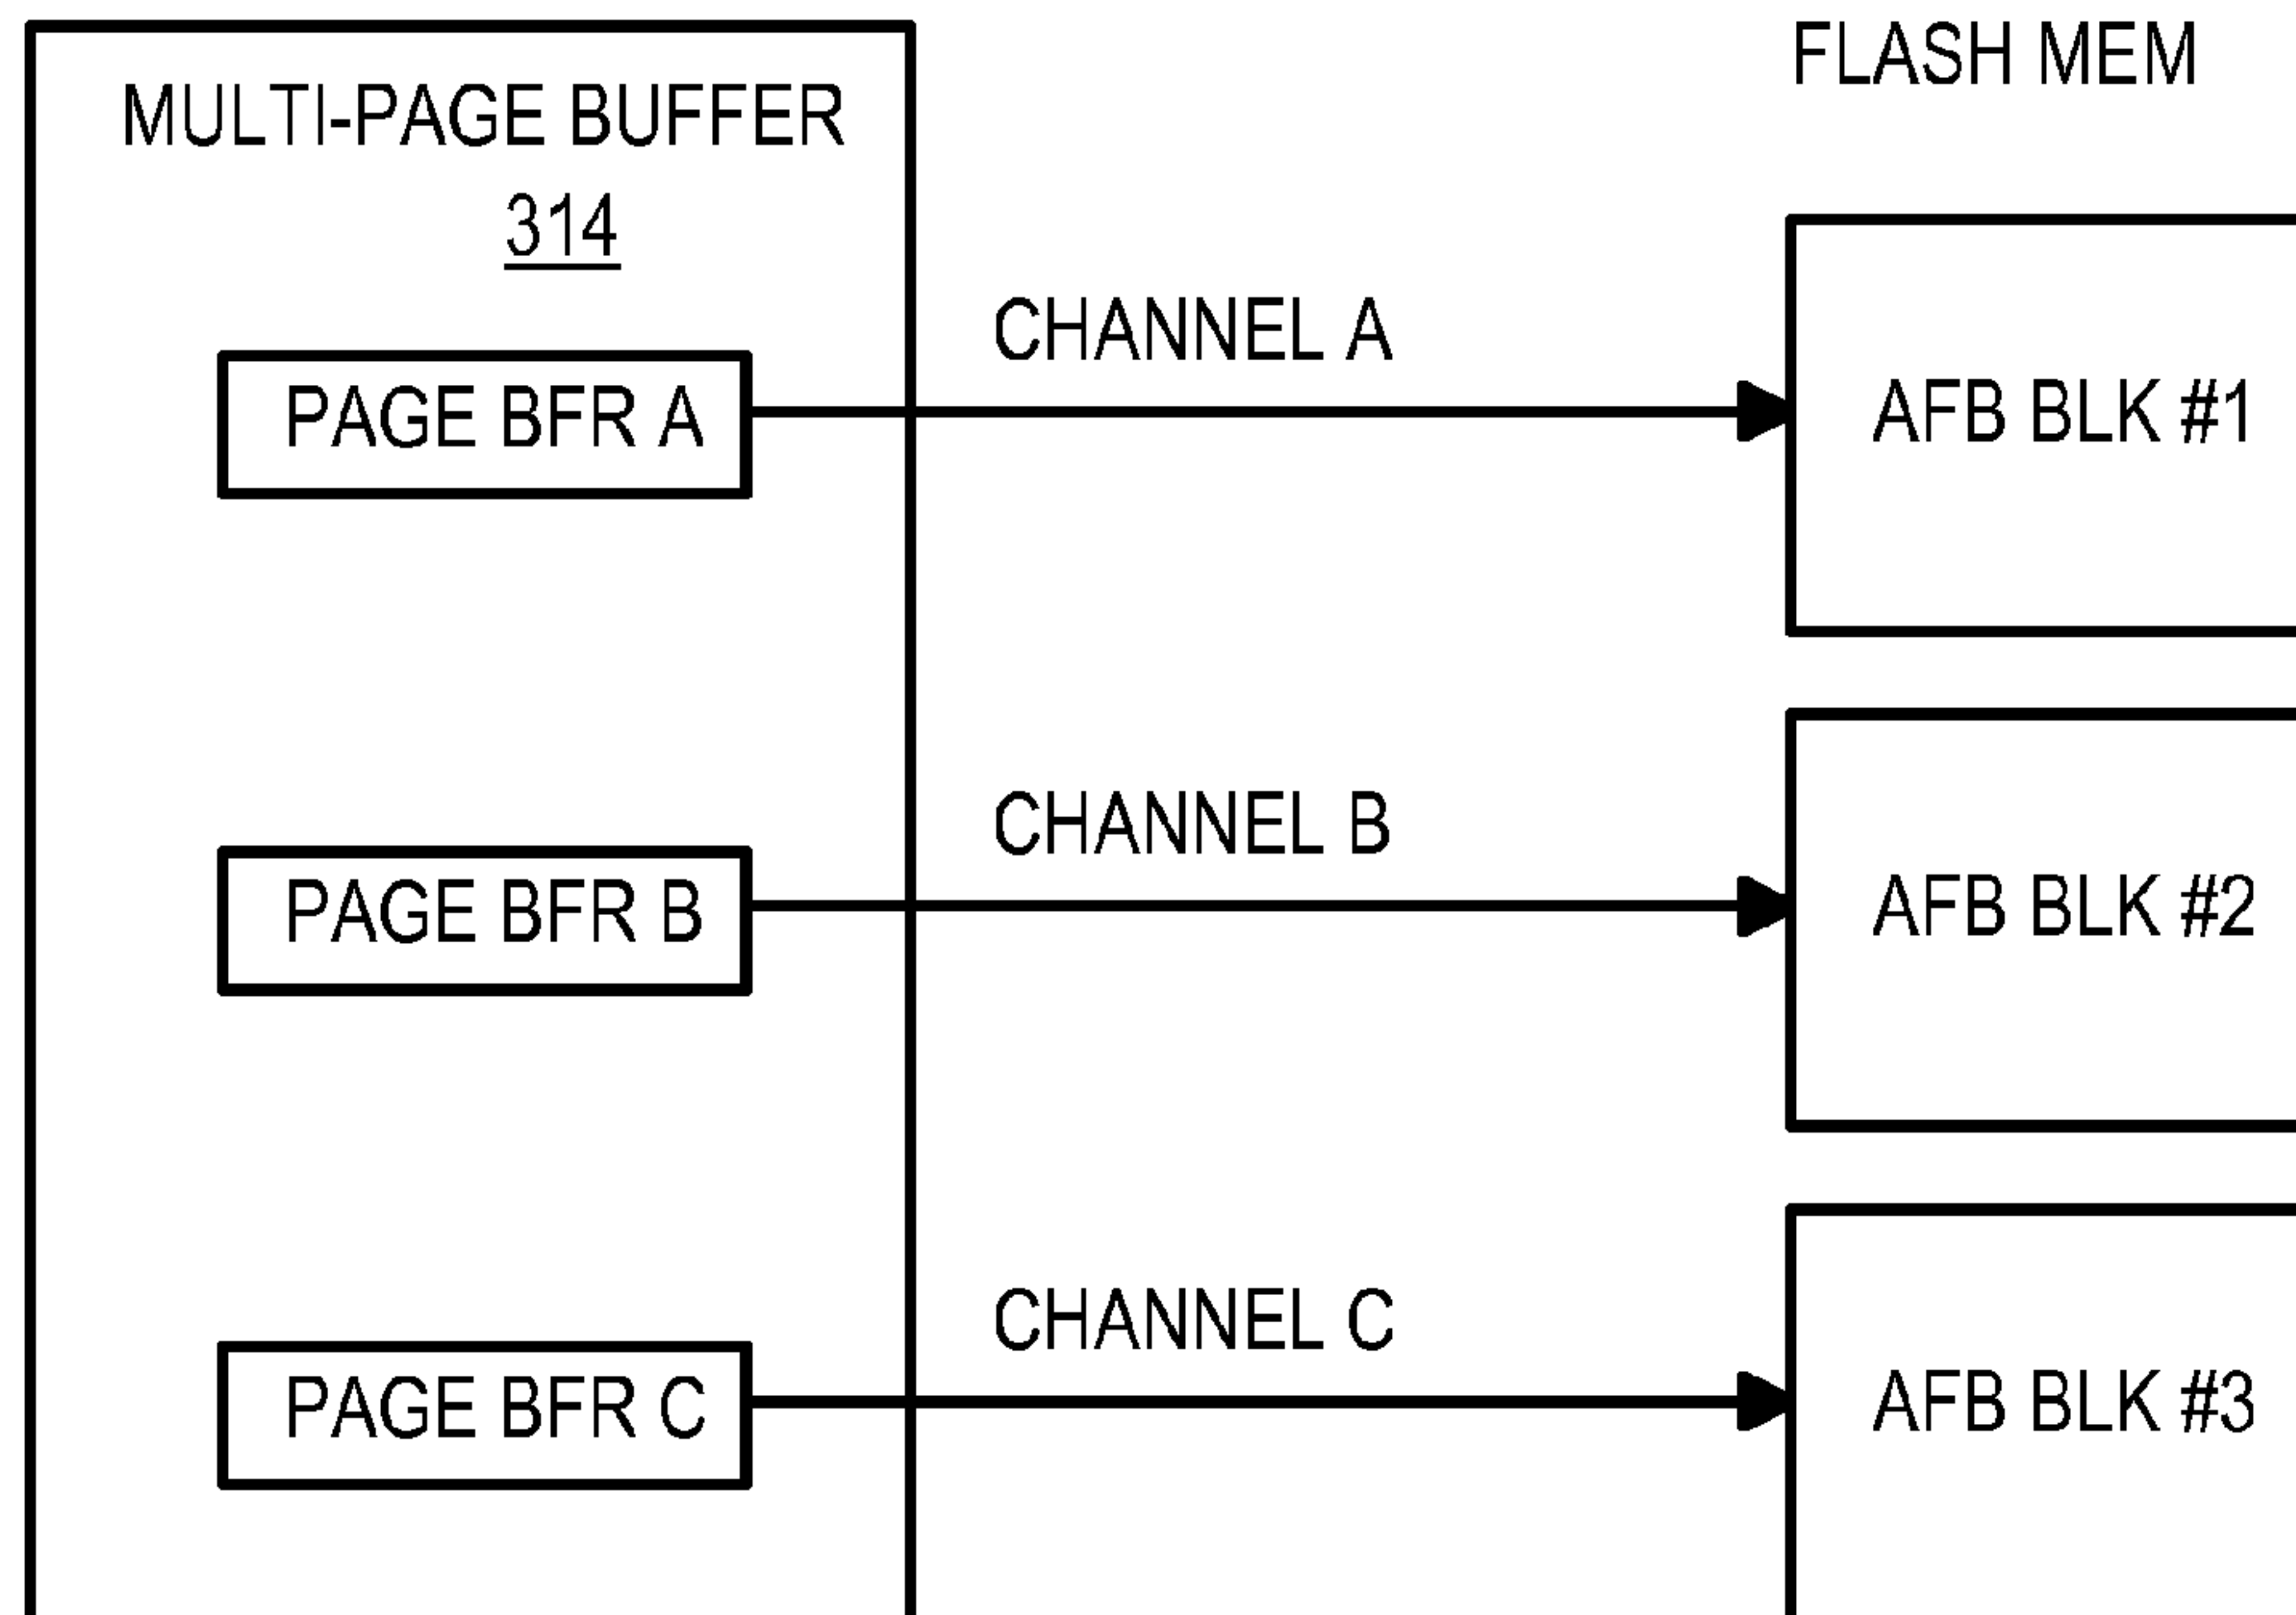 MULTI-PAGE BUFFER
314
FLASH MEM
CHANNEL A
PAGE BFR A
AFB BLK #1
CHANNEL B
PAGE BFR B
AFB BLK #2
CHANNEL C
PAGE BFR C
AFB BLK #3